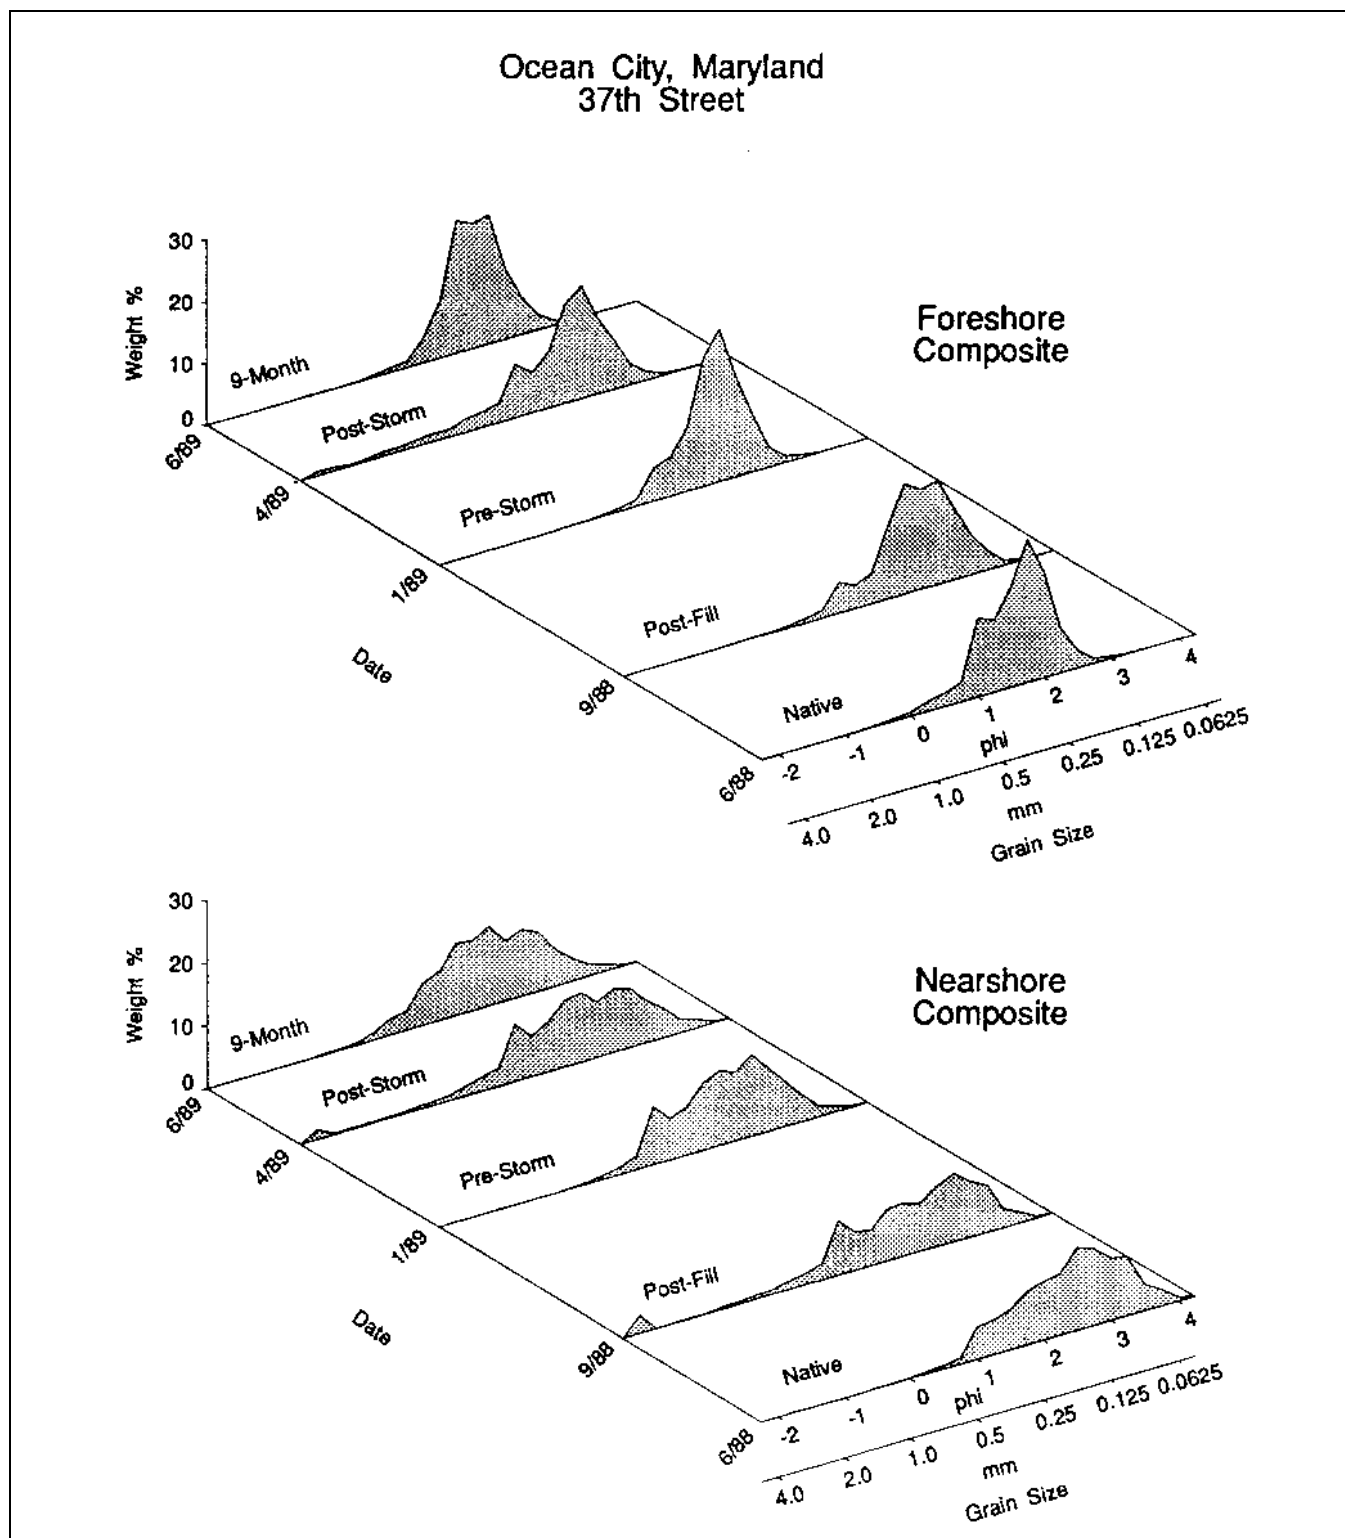 Ocean City, Maryland
37th Street
Foreshore
Composite
Weight %
30
20
10
0
9-Month
Post-Storm
Pre-Storm
Post-Fill
Native
6/89
4/89
1/89
9/88
6/88
Date
-2 -1 0 1 2 3 4
phi
4.0 2.0 1.0 0.5 0.25 0.125 0.0625
mm
Grain Size
Nearshore
Composite
Weight %
30
20
10
0
9-Month
Post-Storm
Pre-Storm
Post-Fill
Native
6/89
4/89
1/89
9/88
6/88
Date
-2 -1 0 1 2 3 4
phi
4.0 2.0 1.0 0.5 0.25 0.125 0.0625
mm
Grain Size